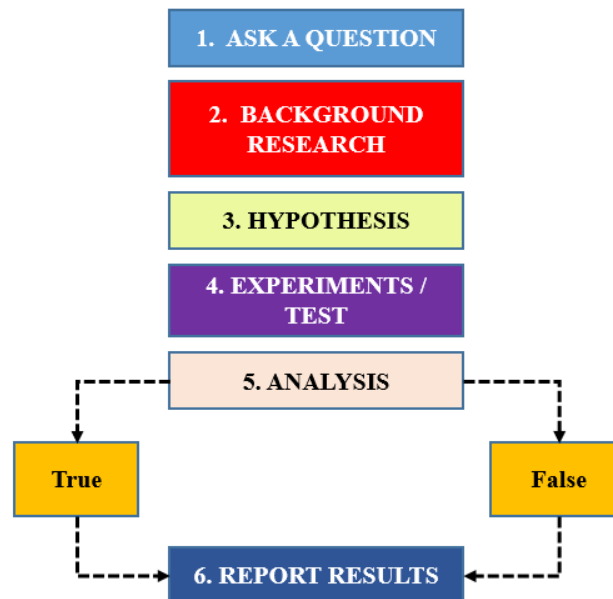 1. ASK A QUESTION
2. BACKGROUND
RESEARCH
3. HYPOTHESIS
4. EXPERIMENTS /
TEST
5. ANALYSIS
True
False
6. REPORT RESULTS